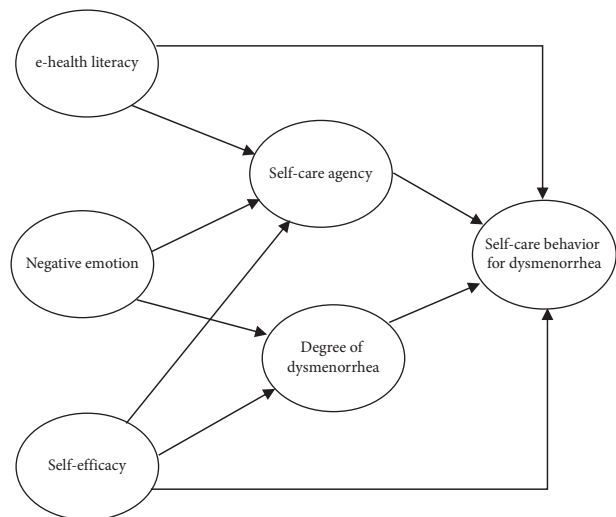 e-health literacy
Self-care agency
Negative emotion
Self-care behavior
for dysmenorrhea
Degree of
dysmenorrhea
Self-efficacy